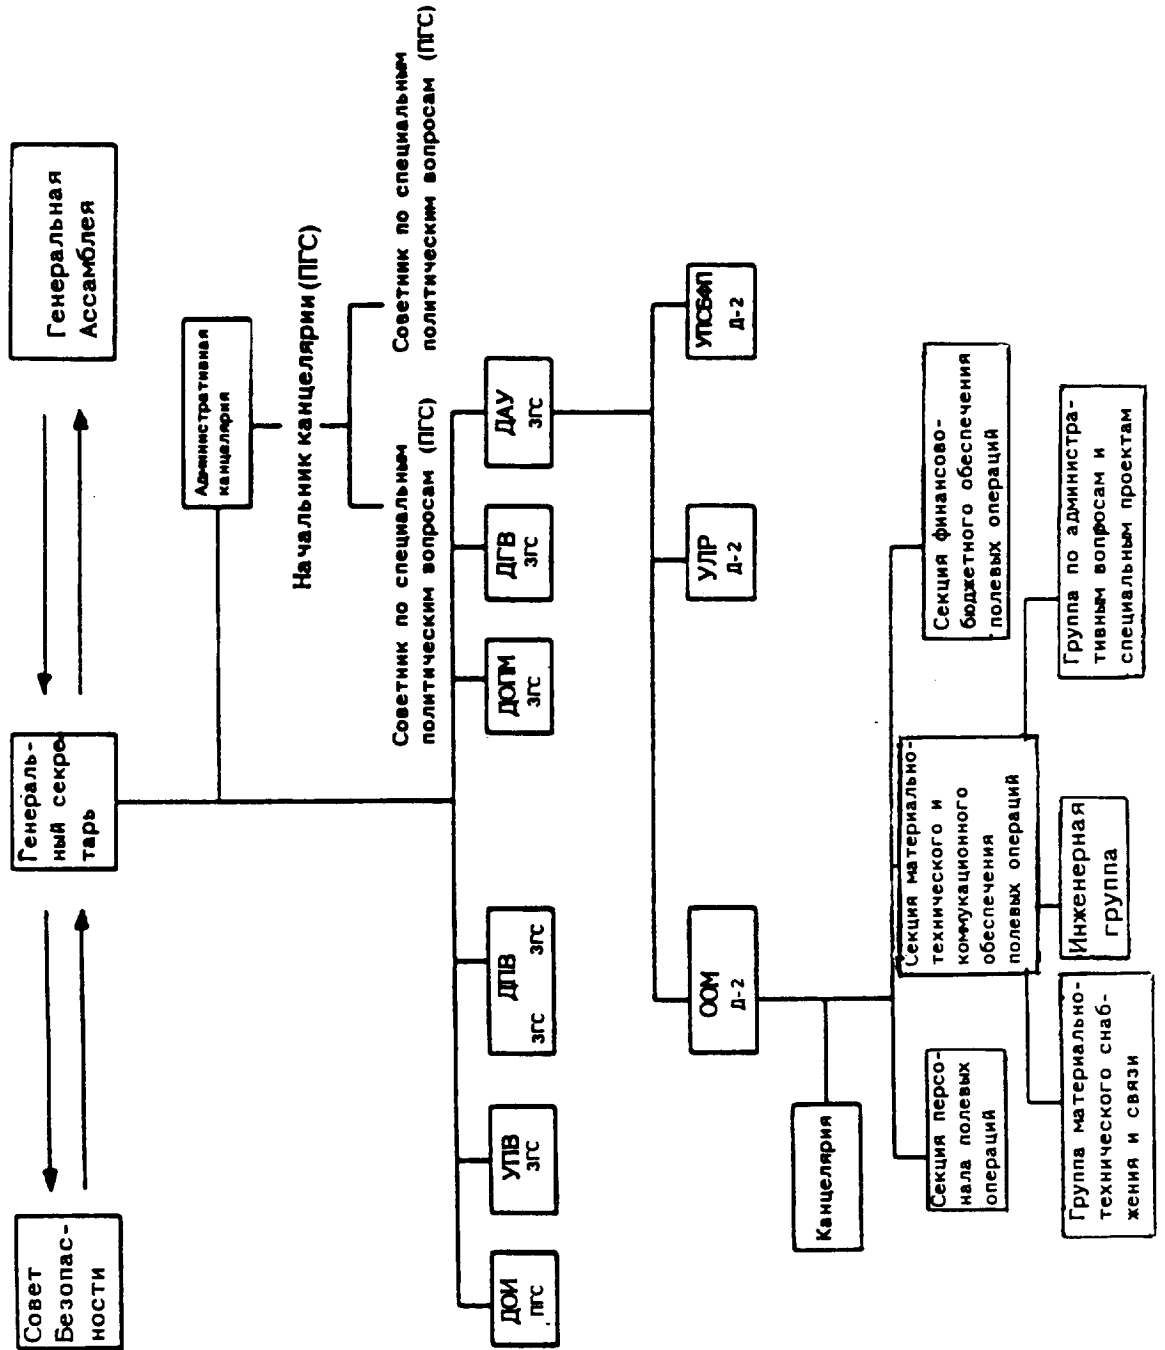 Совет
Безопас-
ности
Генераль-
ный секре
тарь
Генеральная
Ассамблея
Административная
канцелярия
Начальник канцелярии (ПГС)
Советник по специальным
политическим вопросам (ПГС)
Советник по специальным
политическим вопросам (ПГС)
ДОИ
ПГС
УПВ
ЗГС
ДПВ
ЗГС ЗГС
ДОПМ
ЗГС
ДГВ
ЗГС
ДАУ
ЗГС
ООМ
Д-2
УЛР
Д-2
УПСБФП
Д-2
Канцелярия
Секция персо-
нала полевых
операций
Секция материально-
технического и
коммукационного
обеспечения
полевых операций
Секция финансово-
бюджетного обеспечения
полевых операций
Группа материально-
технического снаб-
жения и связи
Инженерная
группа
Группа по администра-
тивным вопросам и
специальным проектам